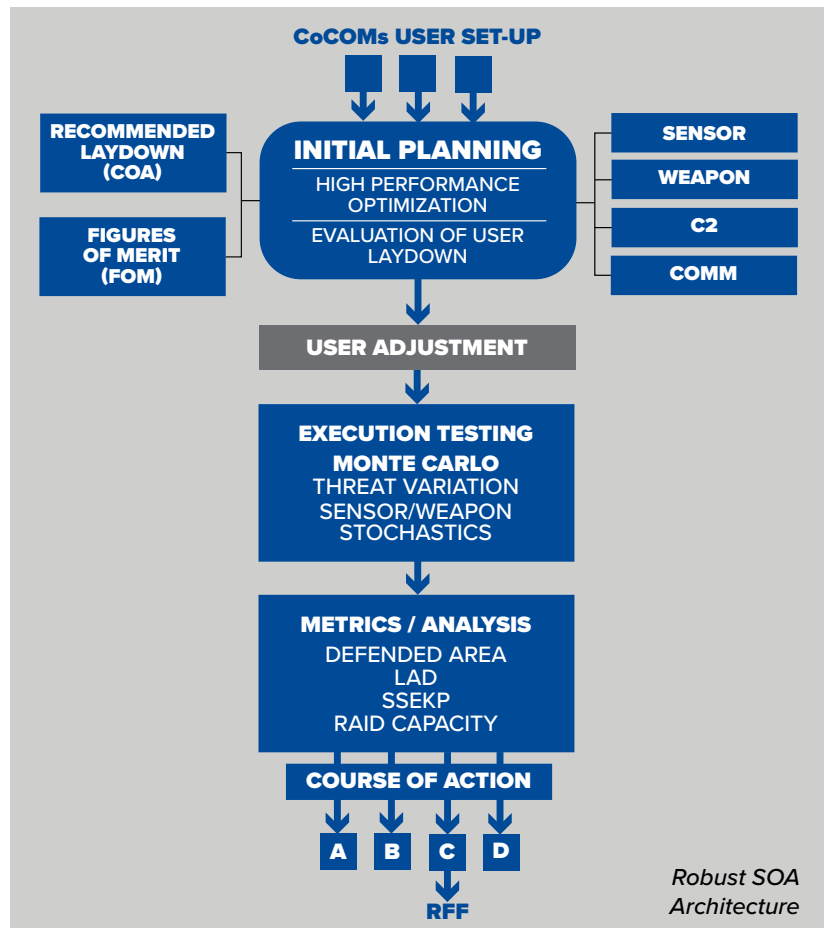 CoCOMs USER SET-UP
RECOMMENDED
LAYDOWN
(COA)
FIGURES
OF MERIT
(FOM)
INITIAL PLANNING
HIGH PERFORMANCE
OPTIMIZATION
EVALUATION OF USER
LAYDOWN
SENSOR
WEAPON
C2
COMM
USER ADJUSTMENT
EXECUTION TESTING
MONTE CARLO
THREAT VARIATION
SENSOR/WEAPON
STOCHASTICS
METRICS / ANALYSIS
DEFENDED AREA
LAD
SSEKP
RAID CAPACITY
COURSE OF ACTION
A B C D
RFF
Robust SOA
Architecture